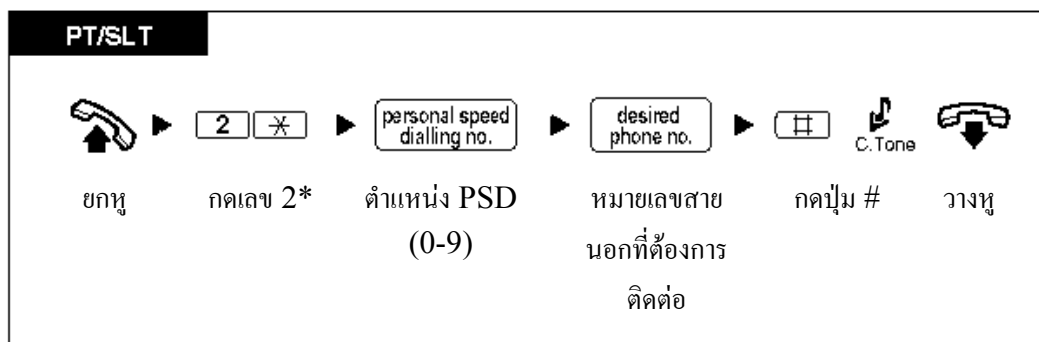 PT/SLT
2 * personal speed dialling no. desired phone no. # C.Tone
ยกหู กดเลข 2* ตำแหน่ง PSD หมายเลขสาย กดปุ่ม # วางหู
(0-9) นอกที่ต้องการ
ติดต่อ